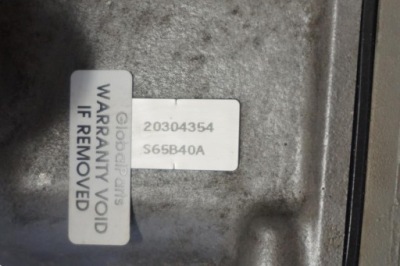 GlobalParts
WARRANTY VOID
IF REMOVED
20304354
S65B40A